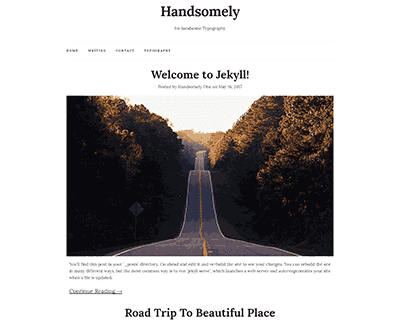 Handsomely
for handsome Typography
HOME WRITING CONTACT TYPOGRAPHY
Welcome to Jekyll!
Posted by Handsomely One on May 16, 2017
You'll find this post in your `_posts` directory. Go ahead and edit it and re-build the site to see your changes. You can rebuild the site
in many different ways, but the most common way is to run `jekyll serve`, which launches a web server and auto-regenerates your site
when a file is updated.
Continue Reading →
Road Trip To Beautiful Place